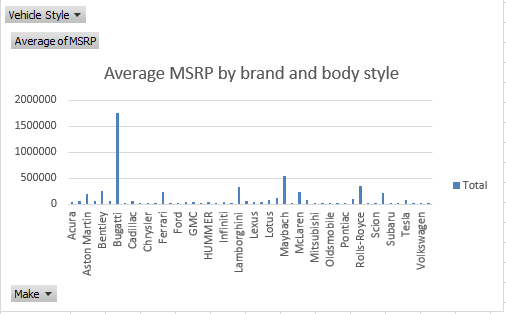 Vehicle Style
Average of MSRP
Average MSRP by brand and body style
2000000
1500000
1000000
500000
0
Total
Acura
Aston Martin
Bentley
Bugatti
Cadillac
Chrysler
Ferrari
Ford
GMC
HUMMER
Infiniti
Lamborghini
Lexus
Lotus
Maybach
McLaren
Mitsubishi
Oldsmobile
Pontiac
Rolls-Royce
Scion
Subaru
Tesla
Volkswagen
Make